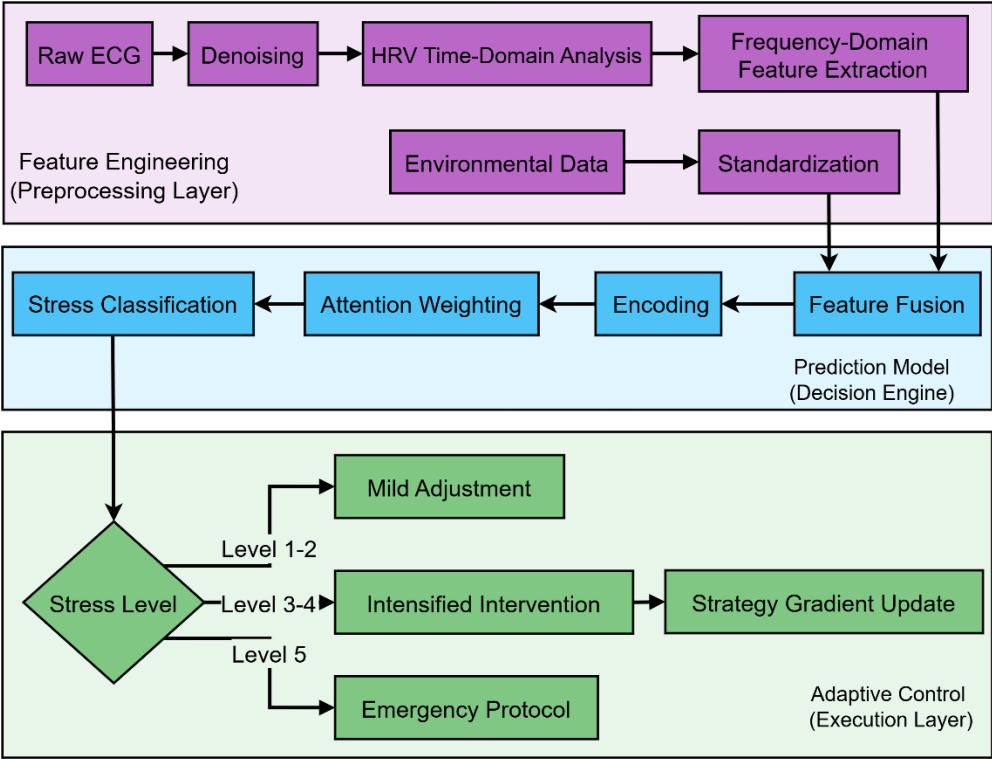 Raw ECG
Denoising
HRV Time-Domain Analysis
Frequency-Domain
Feature Extraction
Feature Engineering
(Preprocessing Layer)
Environmental Data
Standardization
Stress Classification
Attention Weighting
Encoding
Feature Fusion
Prediction Model
(Decision Engine)
Mild Adjustment
Level 1-2
Stress Level
Level 3-4
Intensified Intervention
Strategy Gradient Update
Level 5
Emergency Protocol
Adaptive Control
(Execution Layer)